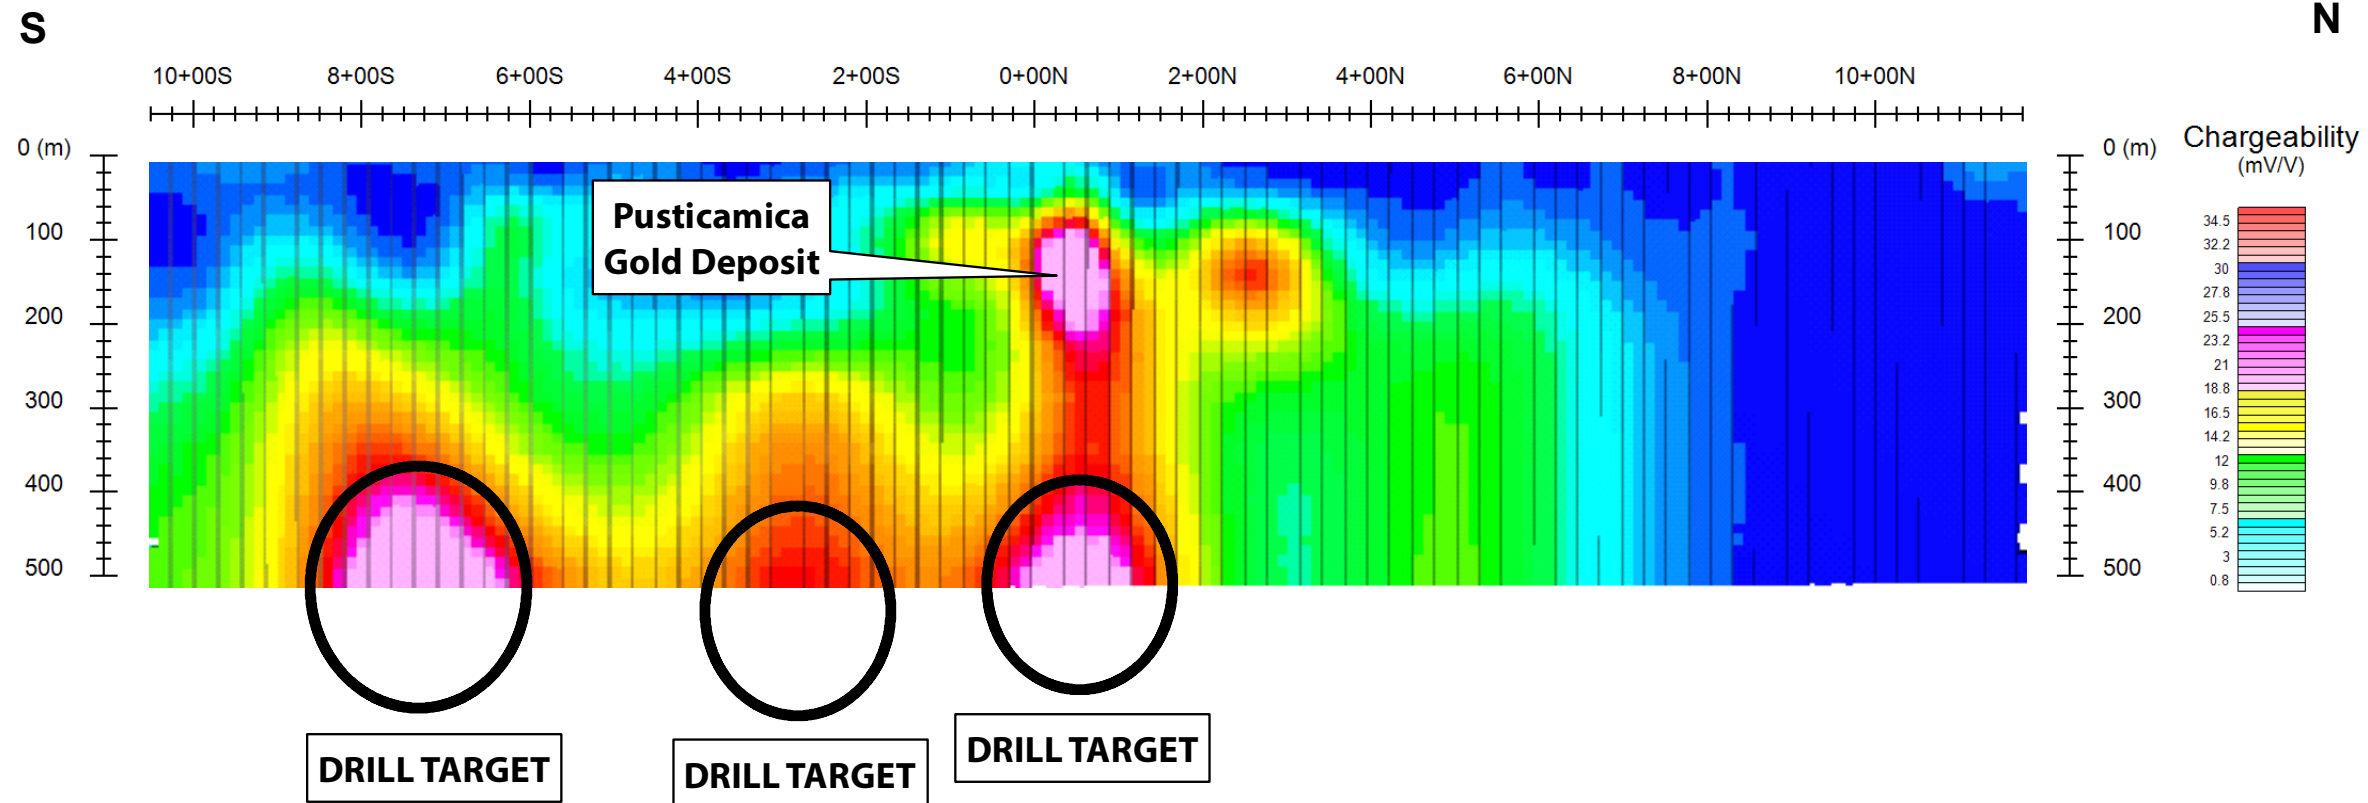 S
N
10+00S 8+00S 6+00S 4+00S 2+00S 0+00N 2+00N 4+00N 6+00N 8+00N 10+00N
0 (m)
100
200
300
400
500
Pusticamica
Gold Deposit
0 (m)
100
200
300
400
500
Chargeability
(mV/V)
34.5
32.2
30
27.8
25.5
23.2
21
18.8
16.5
14.2
12
9.8
7.5
5.2
3
0.8
DRILL TARGET
DRILL TARGET
DRILL TARGET